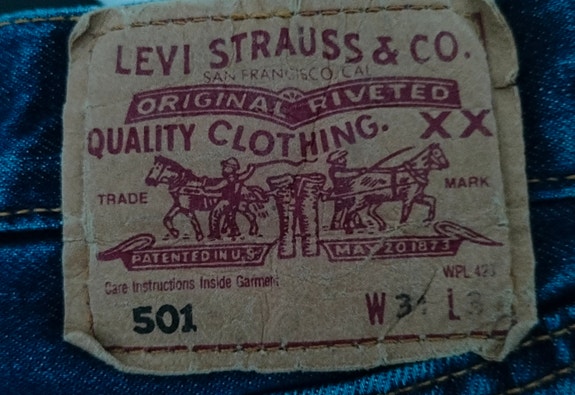 LEVI STRAUSS & CO.
SAN FRANCISCO, CAL
ORIGINAL RIVETED
QUALITY CLOTHING. XX
TRADE MARK
PATENTED IN U.S. MAY 20 1873
WPL 423
Care Instructions Inside Garment
501 W L